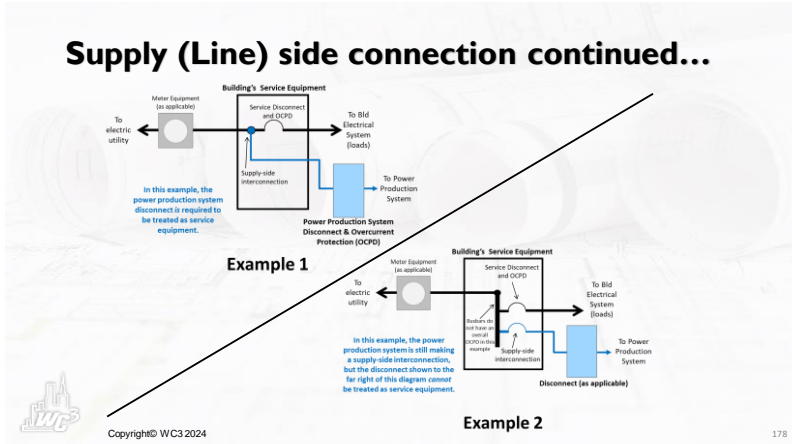 Supply (Line) side connection continued...
Building's Service Equipment
Meter Equipment
(as applicable)
Service Disconnect
and OCPD
To
electric
utility
To Bld
Electrical
System
(loads)
Supply-side
interconnection
To Power
Production
System
In this example, the
power production system
disconnect is required to
be treated as service
equipment.
Power Production System
Disconnect & Overcurrent
Protection (OCPD)
Example 1
Building's Service Equipment
Meter Equipment
(as applicable)
Service Disconnect
and OCPD
To
electric
utility
To Bld
Electrical
System
(loads)
Busbars do
not have an
overall
OCPD in this
example
Supply-side
interconnection
To Power
Production
System
In this example, the power
production system is still making
a supply-side interconnection,
but the disconnect shown to the
far right of this diagram cannot
be treated as service equipment.
Disconnect (as applicable)
Example 2
WC3
Copyright© WC3 2024
178